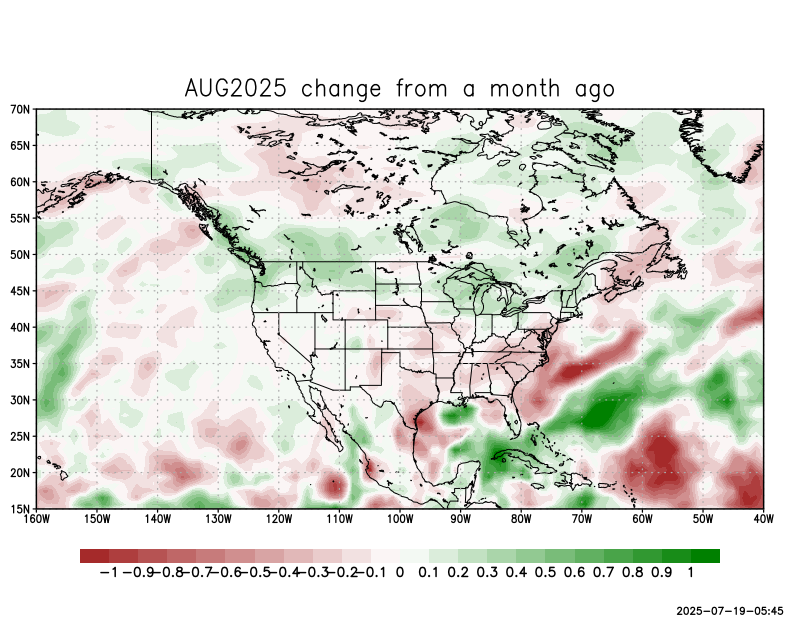 AUG2025 change from a month ago
70N
65N
60N
55N
50N
45N
40N
35N
30N
25N
20N
15N
160W 150W 140W 130W 120W 110W 100W 90W 80W 70W 60W 50W 40W
-1 -0.9 -0.8 -0.7 -0.6 -0.5 -0.4 -0.3 -0.2 -0.1 0 0.1 0.2 0.3 0.4 0.5 0.6 0.7 0.8 0.9 1
2025-07-19-05:45